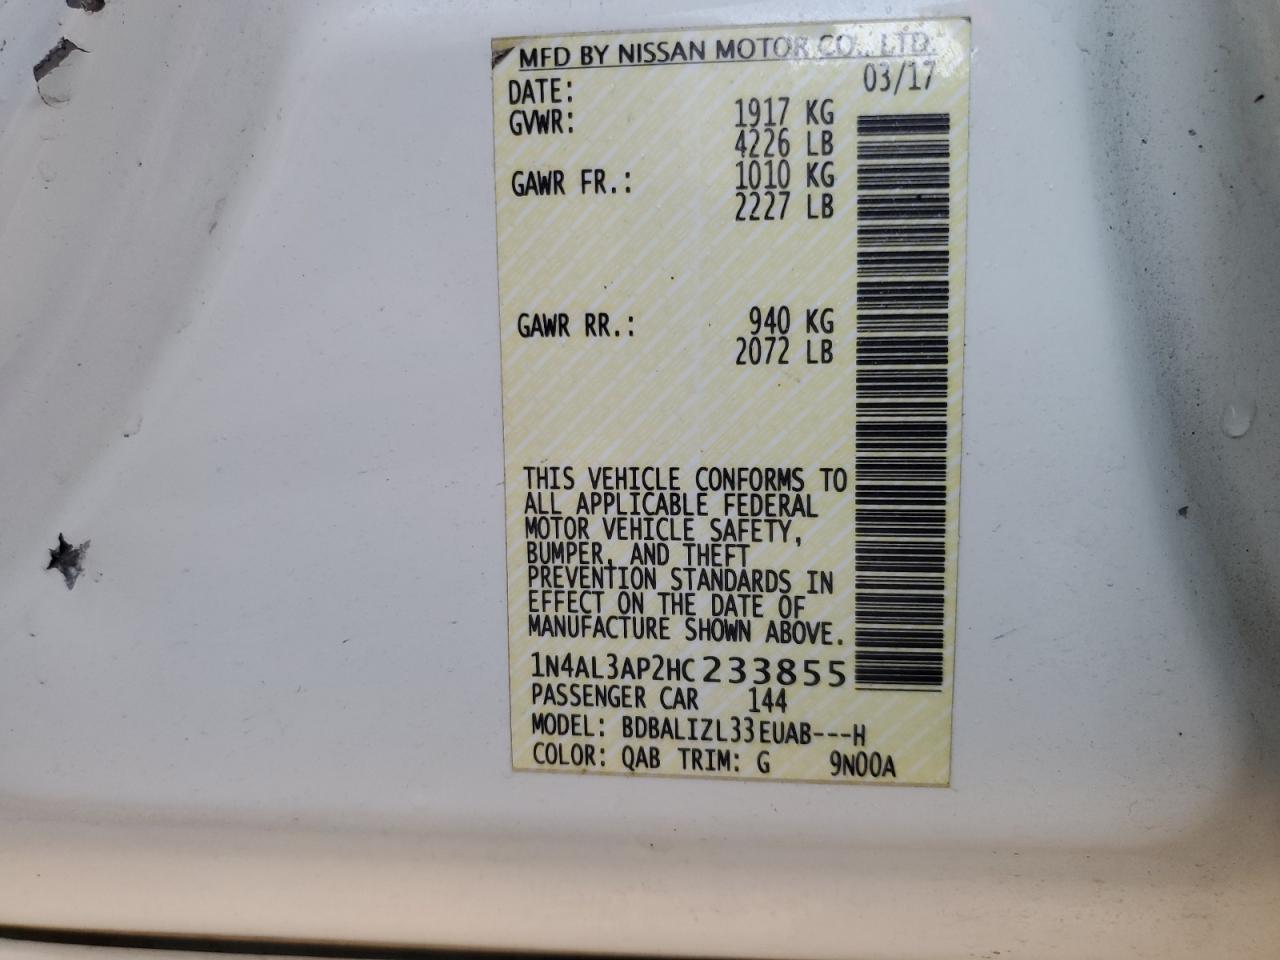 MFD BY NISSAN MOTOR CO., LTD.
DATE: 03/17
GVWR: 1917 KG
4226 LB
GAWR FR.: 1010 KG
2227 LB
GAWR RR.: 940 KG
2072 LB
THIS VEHICLE CONFORMS TO
ALL APPLICABLE FEDERAL
MOTOR VEHICLE SAFETY,
BUMPER, AND THEFT
PREVENTION STANDARDS IN
EFFECT ON THE DATE OF
MANUFACTURE SHOWN ABOVE.
1N4AL3AP2HC233855
PASSENGER CAR 144
MODEL: BDBALIZL33EUAB---H
COLOR: QAB TRIM: G 9N00A